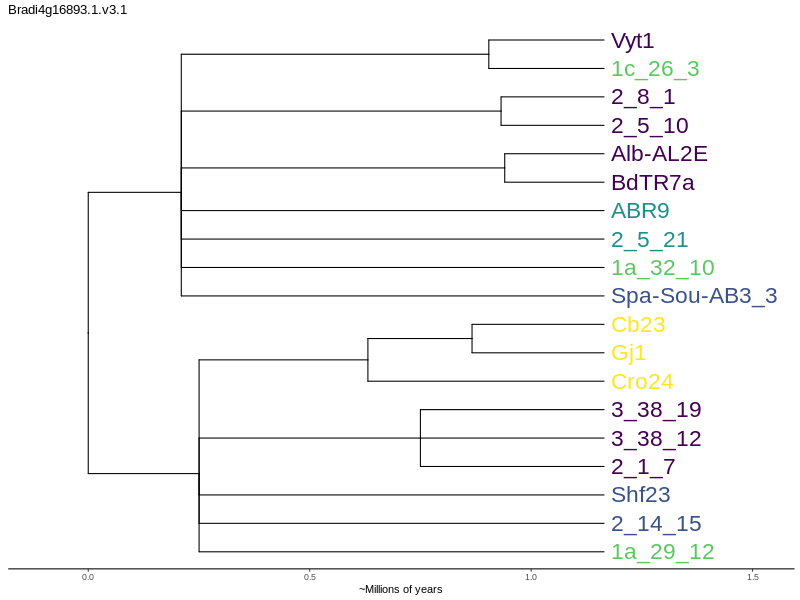 Bradi4g16893.1.v3.1
Vyt1
1c_26_3
2_8_1
2_5_10
Alb-AL2E
BdTR7a
ABR9
2_5_21
1a_32_10
Spa-Sou-AB3_3
Cb23
Gj1
Cro24
3_38_19
3_38_12
2_1_7
Shf23
2_14_15
1a_29_12
0.0 0.5 1.0 1.5
~Millions of years